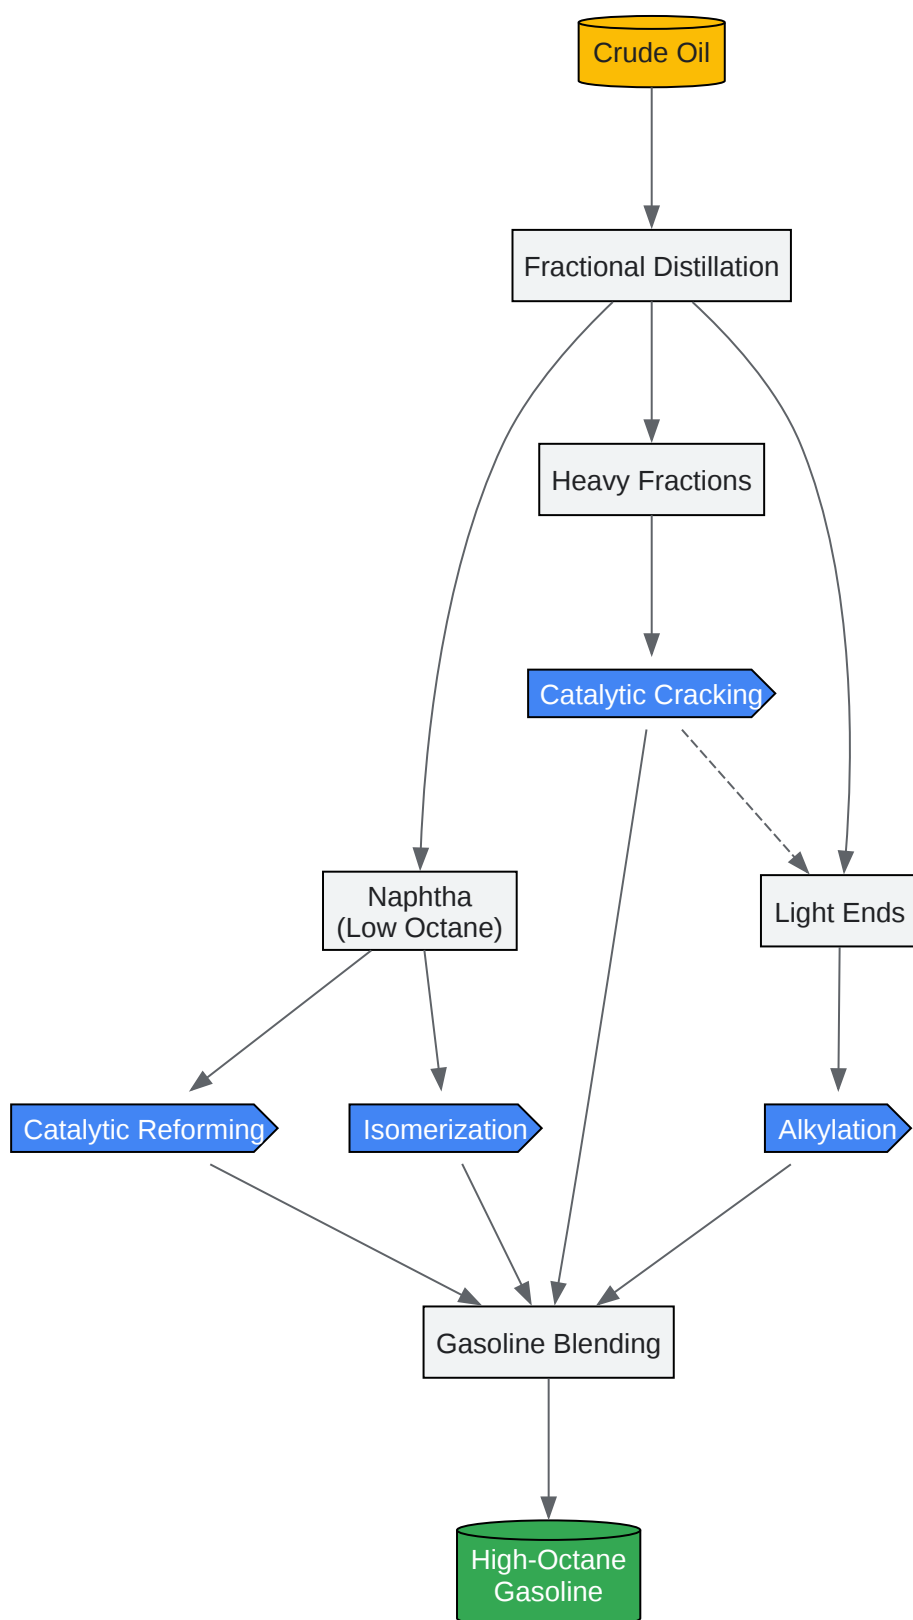 Crude Oil
Fractional Distillation
Heavy Fractions
Catalytic Cracking
Naphtha
(Low Octane)
Light Ends
Catalytic Reforming
Isomerization
Alkylation
Gasoline Blending
High-Octane
Gasoline